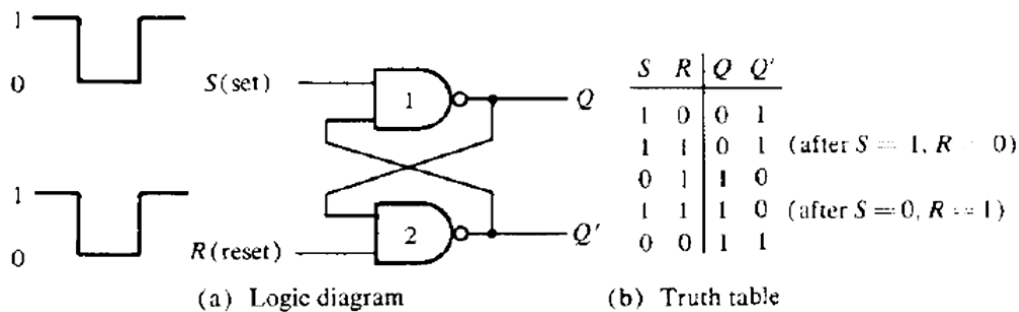 1
0
S(set)
1
Q
1
0
R(reset)
2
Q'
(a) Logic diagram
S R Q Q'
1 0 0 1
1 1 0 1 (after S = 1, R = 0)
0 1 1 0
1 1 1 0 (after S = 0, R = 1)
0 0 1 1
(b) Truth table